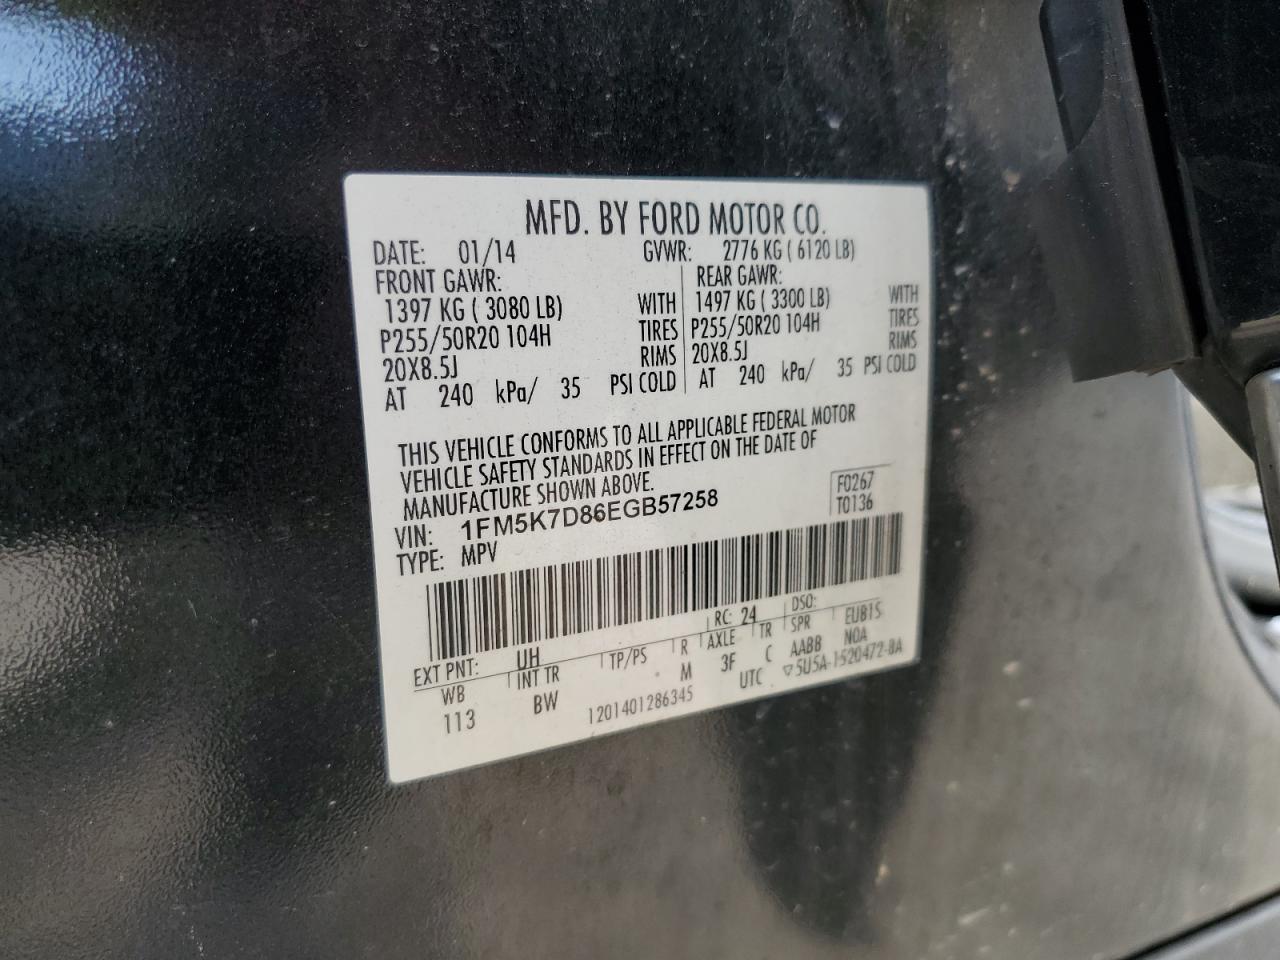 MFD. BY FORD MOTOR CO.
DATE: 01/14 GVWR: 2776 KG ( 6120 LB)
FRONT GAWR: REAR GAWR:
1397 KG ( 3080 LB) WITH 1497 KG ( 3300 LB) WITH
P255/50R20 104H TIRES P255/50R20 104H TIRES
20X8.5J RIMS 20X8.5J RIMS
AT 240 kPa/ 35 PSI COLD AT 240 kPa/ 35 PSI COLD
THIS VEHICLE CONFORMS TO ALL APPLICABLE FEDERAL MOTOR
VEHICLE SAFETY STANDARDS IN EFFECT ON THE DATE OF
MANUFACTURE SHOWN ABOVE.
F0267
VIN: 1FM5K7D86EGB57258 T0136
TYPE: MPV
EXT PNT: UH RC: 24 DSO:
WB INT TR TP/PS R AXLE TR SPR EUB15
113 BW M 3F C AABB N0A
1201401286345 UTC ▽5U5A-1520472-BA